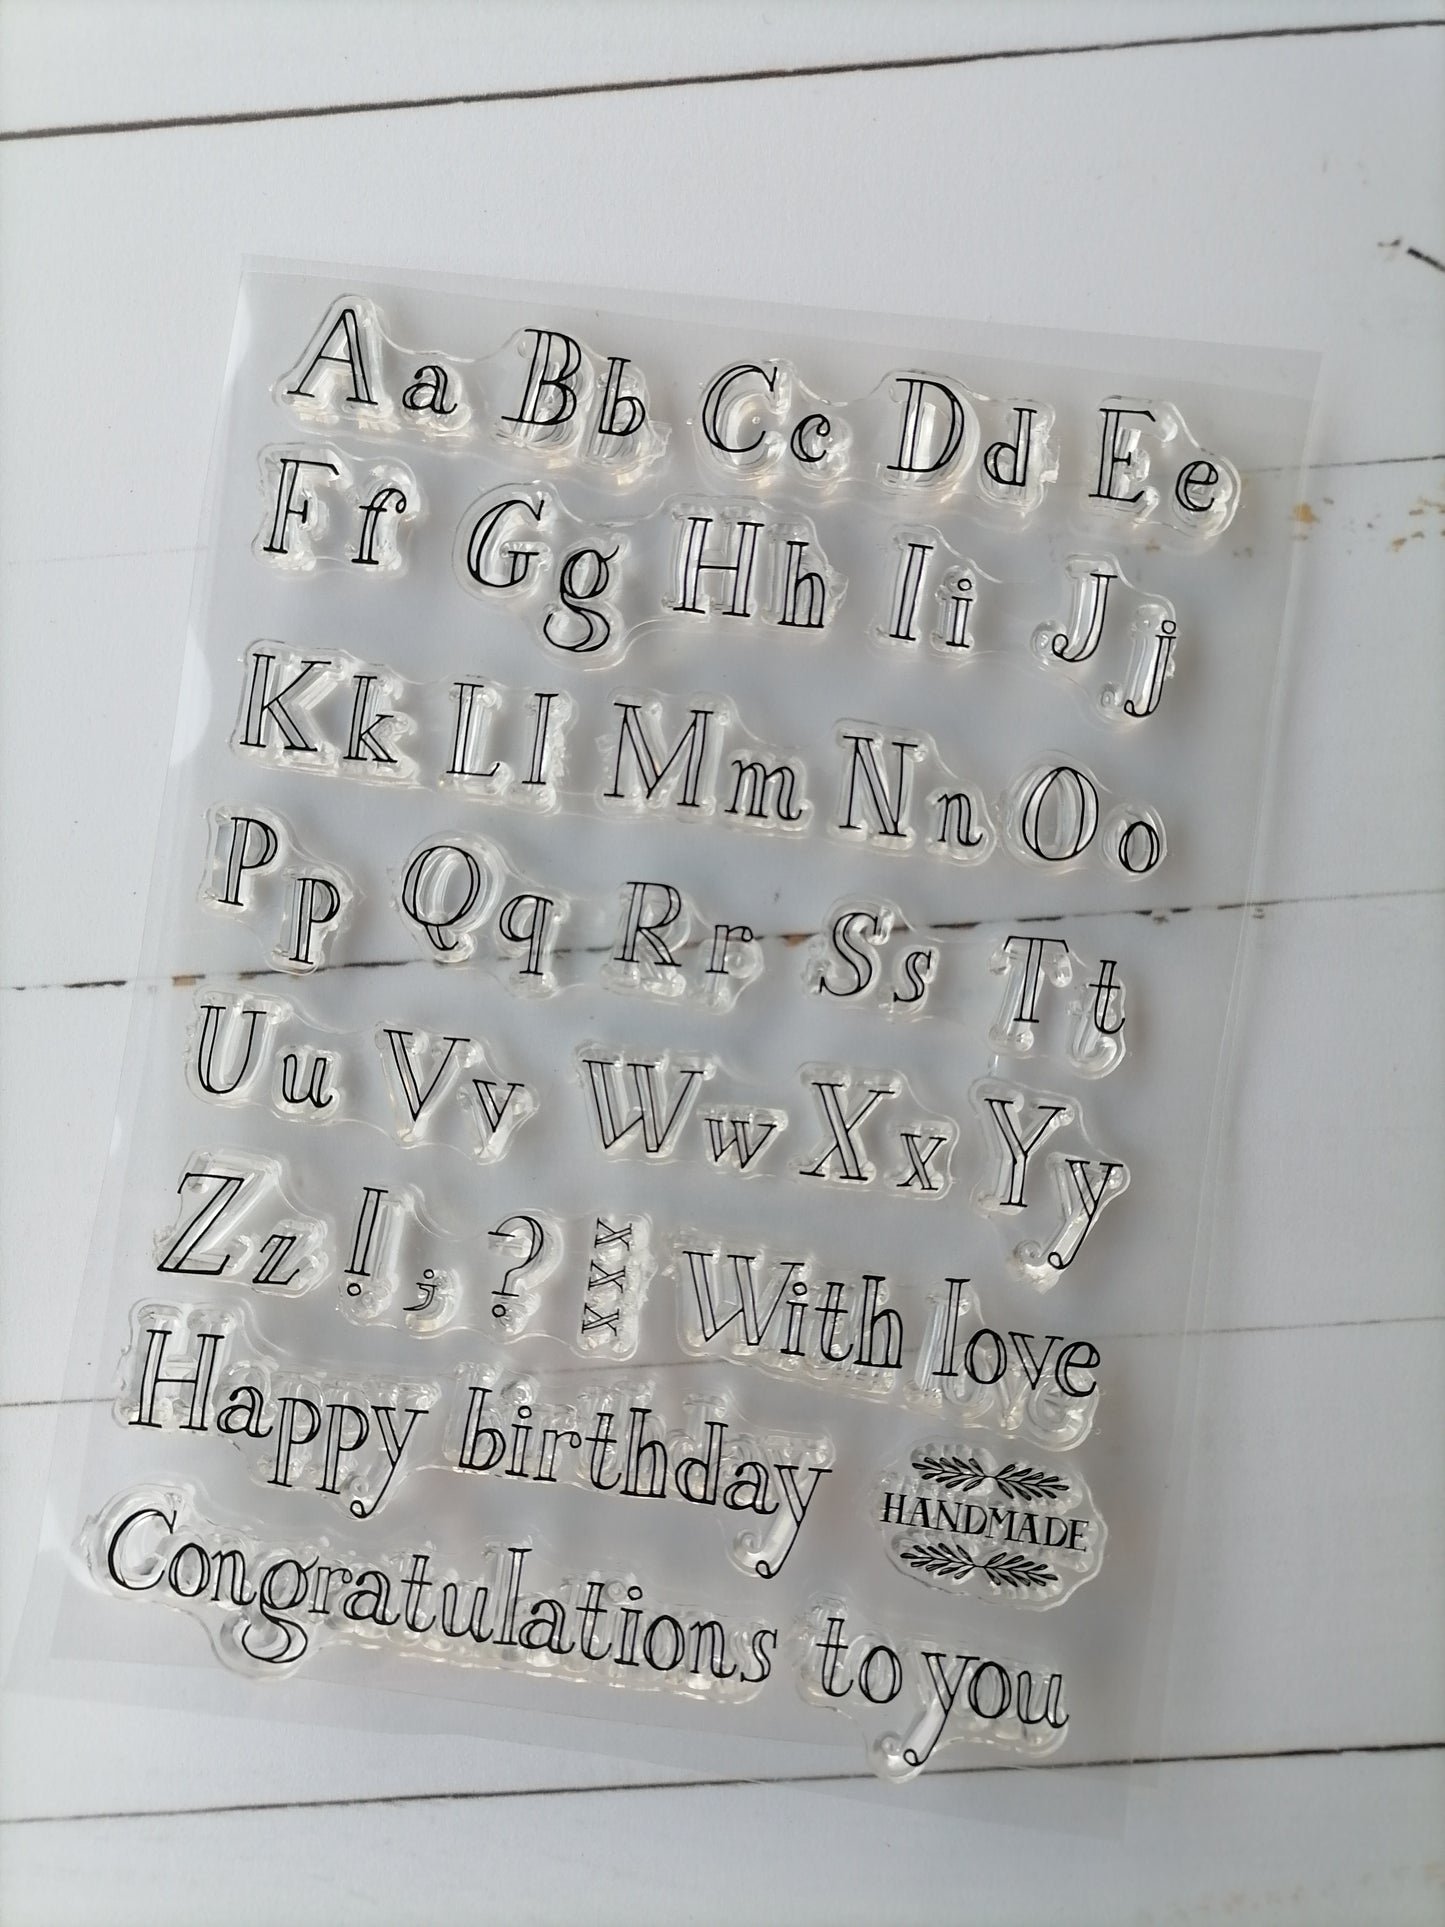 Aa Bb Cc Dd Ee
Ff Gg Hh Ii Jj
Kk Ll Mm Nn Oo
Pp Qq Rr Ss Tt
Uu Vv Ww Xx Yy
Zz ! ; ? xxx With love
Happy birthday
HANDMADE
Congratulations to you